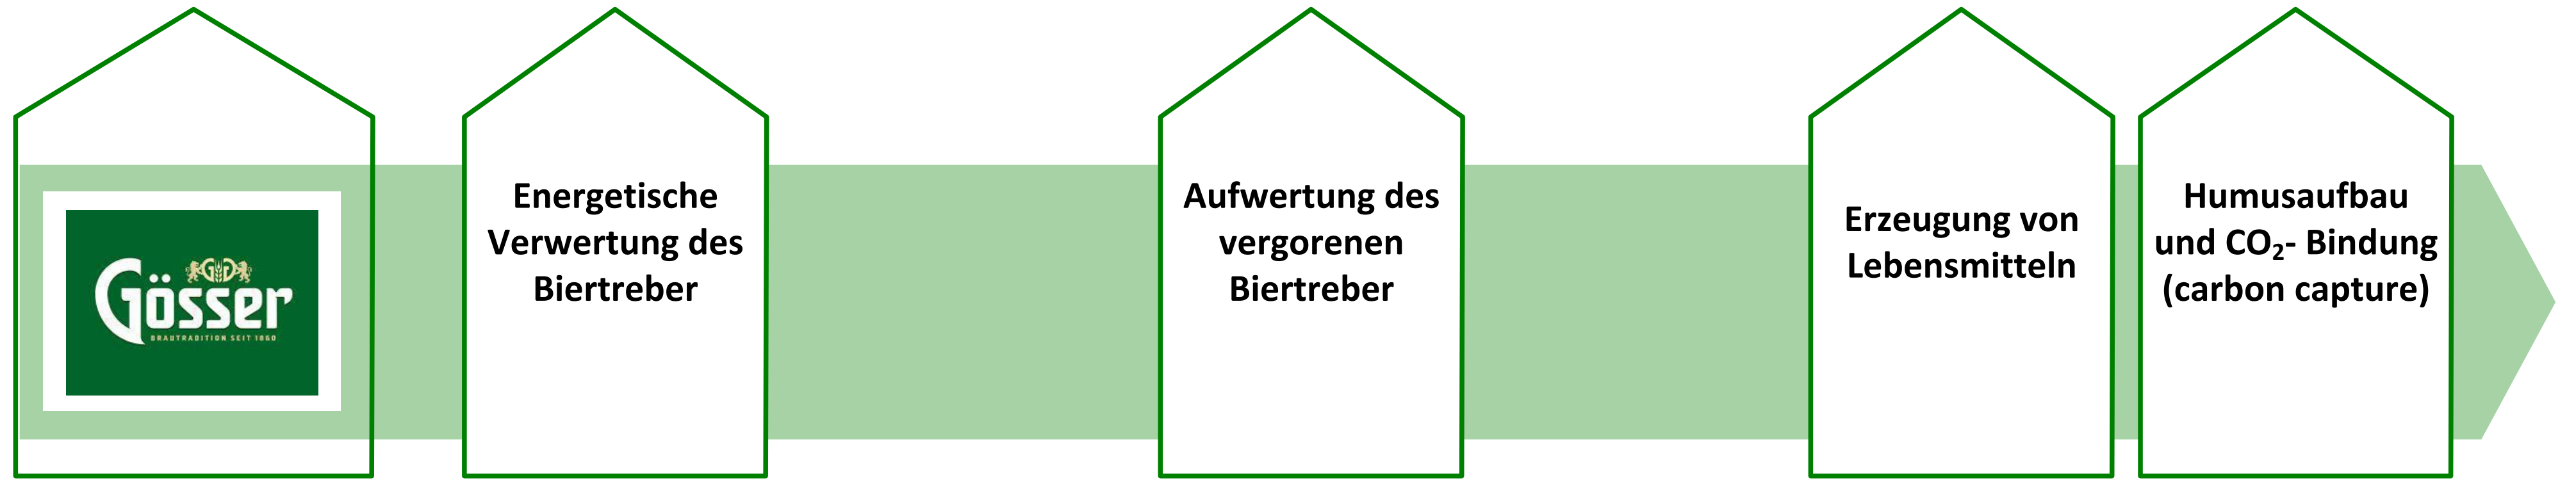 GG
Gösser
BRAUTRADITION SEIT 1860
Energetische
Verwertung des
Biertreber
Aufwertung des
vergorenen
Biertreber
Erzeugung von
Lebensmitteln
Humusaufbau
und CO₂- Bindung
(carbon capture)